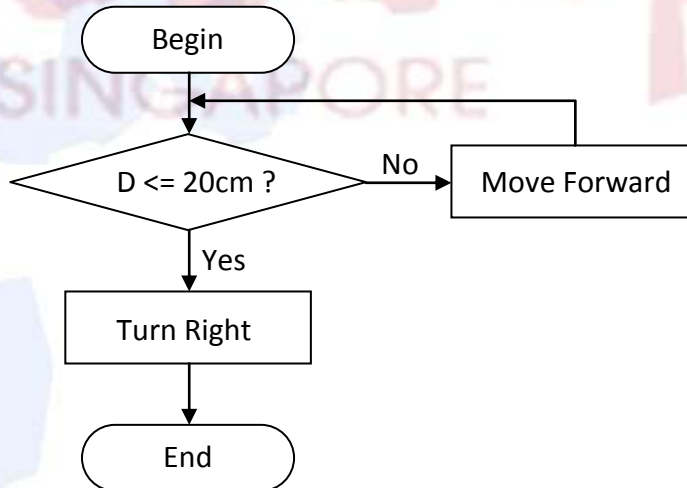 Begin
SINGAPORE
D <= 20cm ?
No
Move Forward
Yes
Turn Right
End